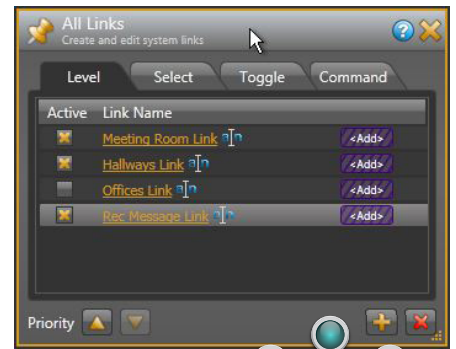 All Links
Create and edit system links
Level Select Toggle Command
Active Link Name
Meeting Room Link <Add>
Hallways Link <Add>
Offices Link <Add>
Rec Message Link <Add>
Priority